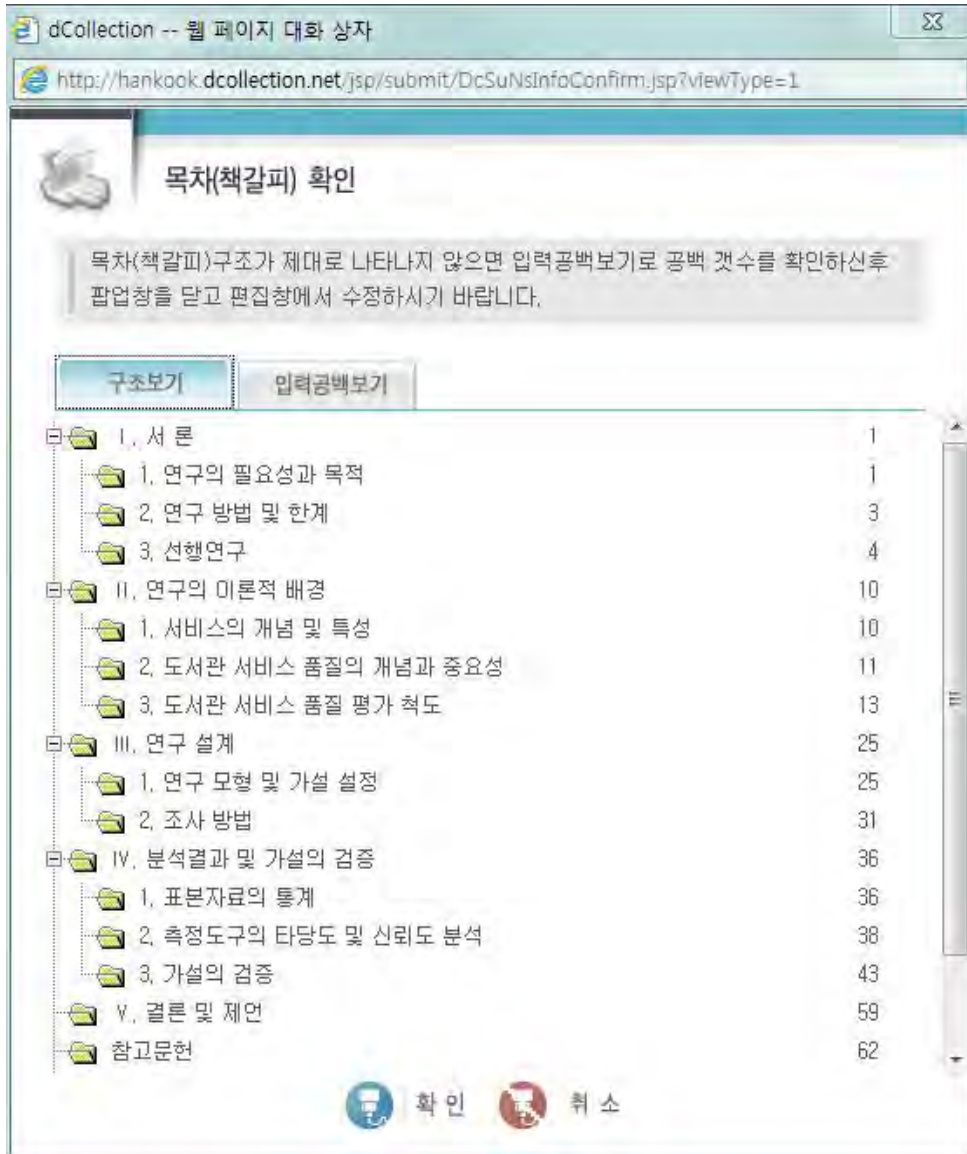 dCollection -- 웹 페이지 대화 상자
http://hankook.dcollection.net/jsp/submit/DcSuNsInfoConfirm.jsp?viewType=1
목차(책갈피) 확인
목차(책갈피)구조가 제대로 나타나지 않으면 입력공백보기로 공백 갯수를 확인하신후
팝업창을 닫고 편집창에서 수정하시기 바랍니다.
구조보기 입력공백보기
I. 서 론 1
1. 연구의 필요성과 목적 1
2. 연구 방법 및 한계 3
3. 선행연구 4
II. 연구의 이론적 배경 10
1. 서비스의 개념 및 특성 10
2. 도서관 서비스 품질의 개념과 중요성 11
3. 도서관 서비스 품질 평가 척도 13
III. 연구 설계 25
1. 연구 모형 및 가설 설정 25
2. 조사 방법 31
IV. 분석결과 및 가설의 검증 36
1. 표본자료의 통계 36
2. 측정도구의 타당도 및 신뢰도 분석 38
3. 가설의 검증 43
V. 결론 및 제언 59
참고문헌 62
확 인 취 소